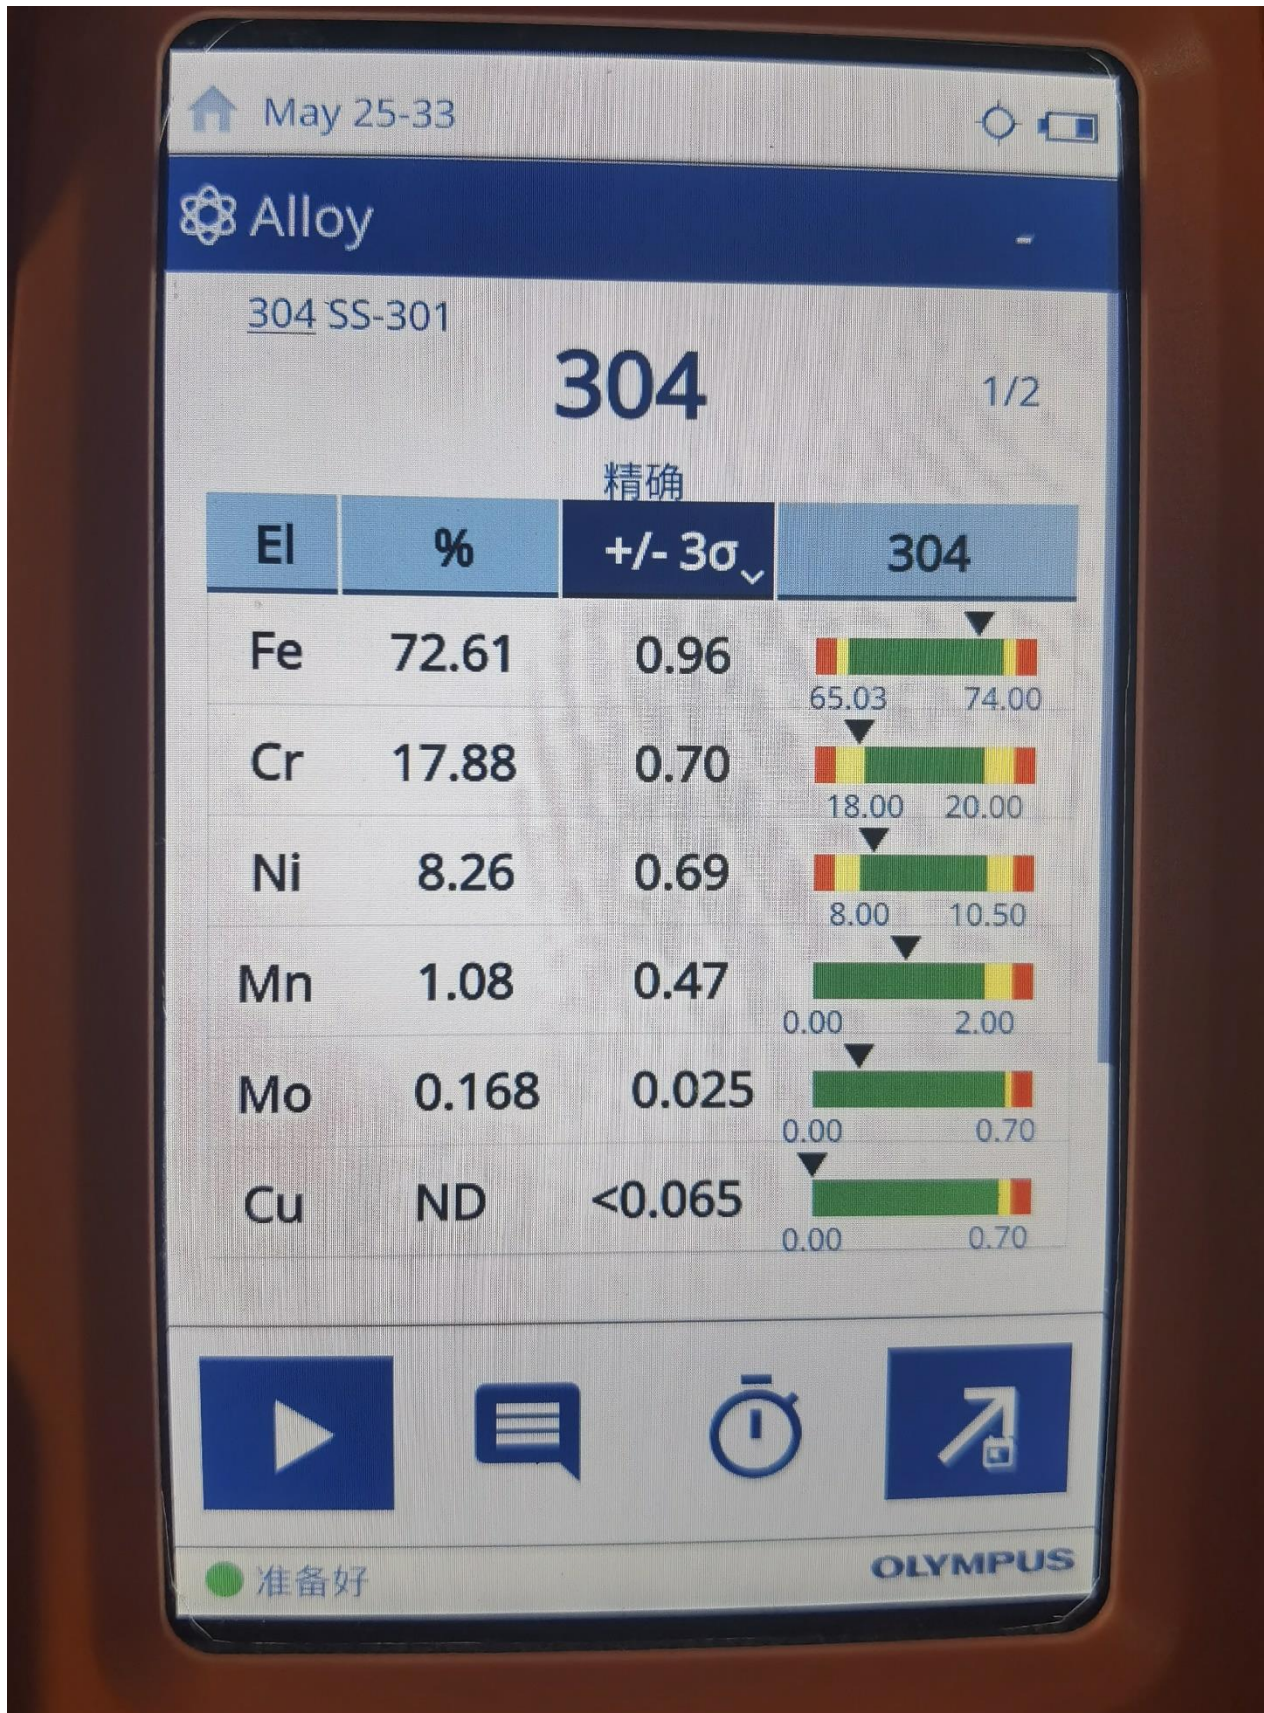 May 25-33
Alloy -
304 SS-301
304
1/2
精确
El % +/- 3σ 304
Fe 72.61 0.96 65.03 74.00
Cr 17.88 0.70 18.00 20.00
Ni 8.26 0.69 8.00 10.50
Mn 1.08 0.47 0.00 2.00
Mo 0.168 0.025 0.00 0.70
Cu ND <0.065 0.00 0.70
准备好 OLYMPUS